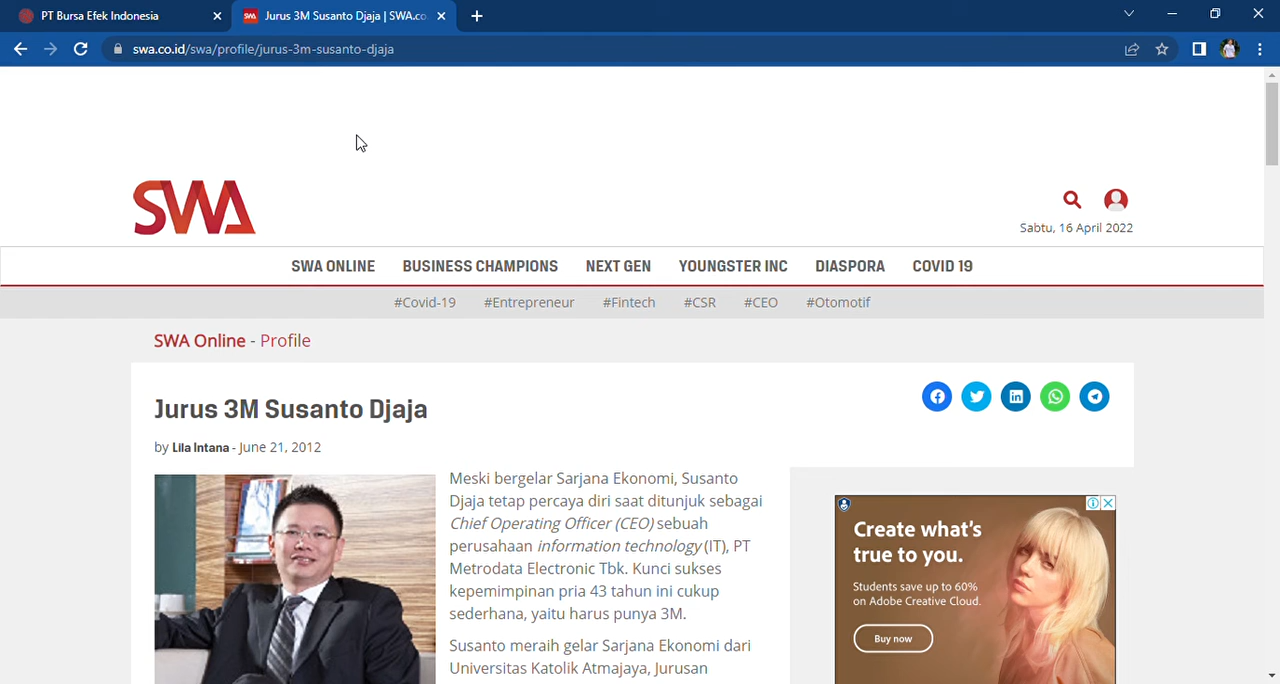 PT Bursa Efek Indonesia
SWA Jurus 3M Susanto Djaja | SWA.co
swa.co.id/swa/profile/jurus-3m-susanto-djaja
SWA
Sabtu, 16 April 2022
SWA ONLINE BUSINESS CHAMPIONS NEXT GEN YOUNGSTER INC DIASPORA COVID 19
#Covid-19 #Entrepreneur #Fintech #CSR #CEO #Otomotif
SWA Online - Profile
Jurus 3M Susanto Djaja
by Lila Intana - June 21, 2012
Meski bergelar Sarjana Ekonomi, Susanto
Djaja tetap percaya diri saat ditunjuk sebagai
Chief Operating Officer (CEO) sebuah
perusahaan information technology (IT), PT
Metrodata Electronic Tbk. Kunci sukses
kepemimpinan pria 43 tahun ini cukup
sederhana, yaitu harus punya 3M.
Susanto meraih gelar Sarjana Ekonomi dari
Universitas Katolik Atmajaya, Jurusan
Create what's
true to you.
Students save up to 60%
on Adobe Creative Cloud.
Buy now